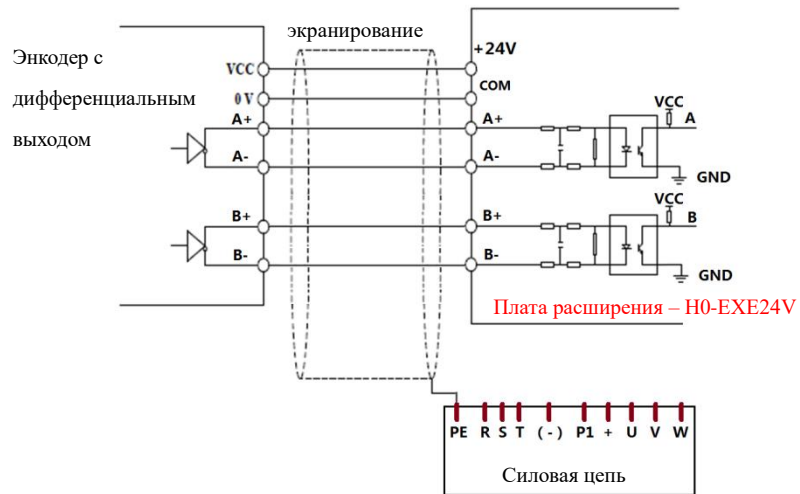 экранирование
Энкодер с
дифференциальным
выходом
VCC
0 V
A+
A-
B+
B-
+24V
COM
A+
A-
B+
B-
VCC
A
GND
VCC
B
GND
Плата расширения – H0-EXE24V
PE R S T (-) P1 + U V W
Силовая цепь